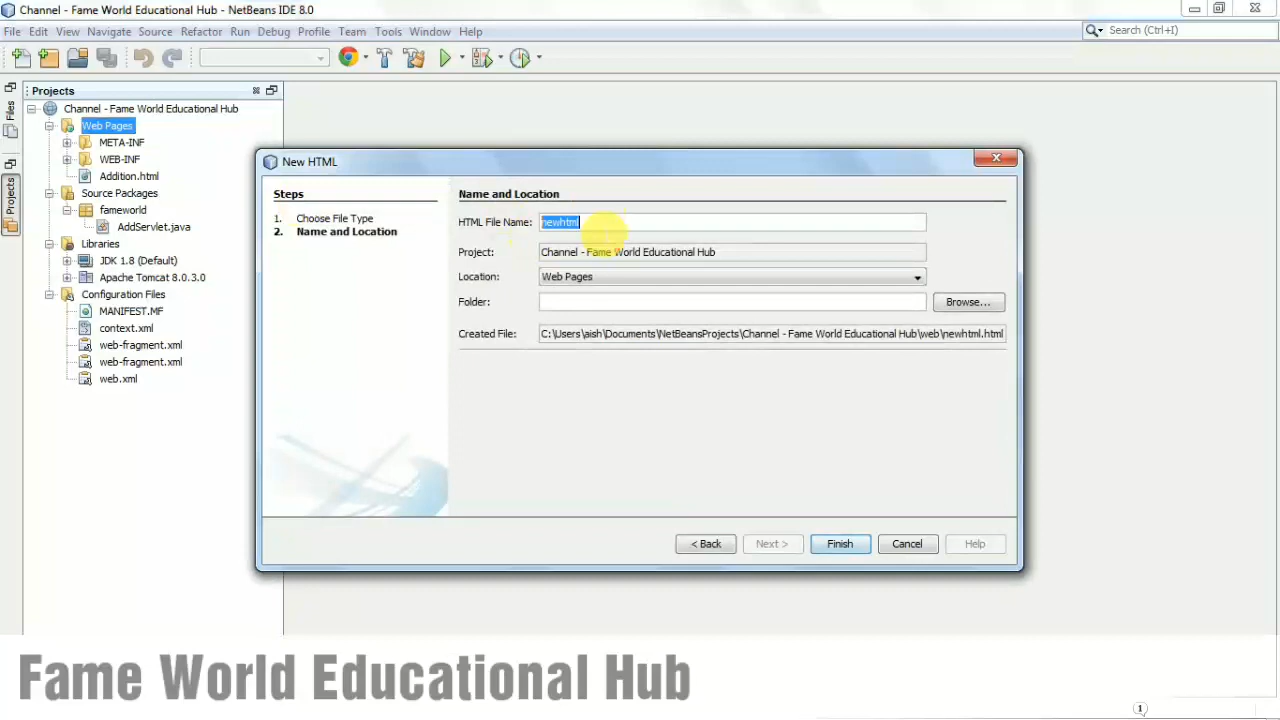 Channel - Fame World Educational Hub - NetBeans IDE 8.0
File Edit View Navigate Source Refactor Run Debug Profile Team Tools Window Help
Search (Ctrl+I)
Files
Projects
Projects
Channel - Fame World Educational Hub
Web Pages
META-INF
WEB-INF
Addition.html
Source Packages
fameworld
AddServlet.java
Libraries
JDK 1.8 (Default)
Apache Tomcat 8.0.3.0
Configuration Files
MANIFEST.MF
context.xml
web-fragment.xml
web-fragment.xml
web.xml
New HTML
Steps
1. Choose File Type
2. Name and Location
Name and Location
HTML File Name: newhtml
Project: Channel - Fame World Educational Hub
Location: Web Pages
Folder: Browse...
Created File: C:\Users\aish\Documents\NetBeansProjects\Channel - Fame World Educational Hub\web\newhtml.html
< Back Next > Finish Cancel Help
Fame World Educational Hub
1